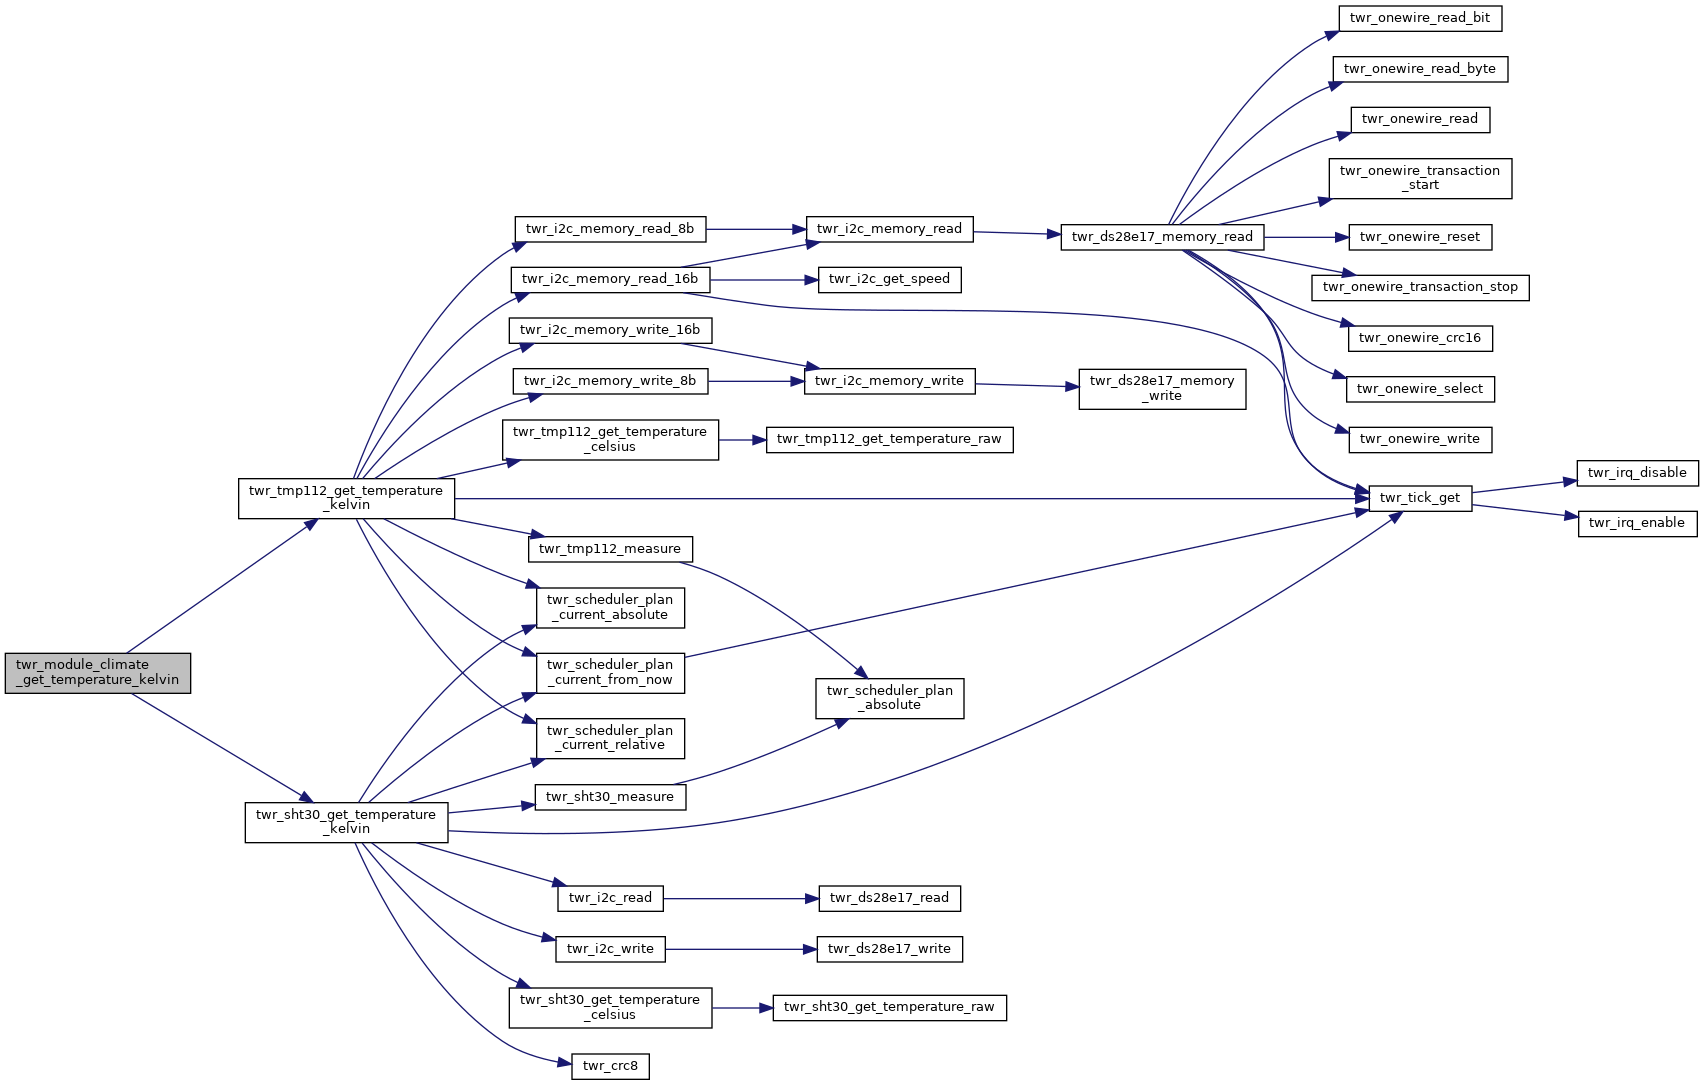 twr_module_climate
_get_temperature_kelvin
twr_tmp112_get_temperature
_kelvin
twr_sht30_get_temperature
_kelvin
twr_i2c_memory_read_8b
twr_i2c_memory_read_16b
twr_i2c_memory_write_16b
twr_i2c_memory_write_8b
twr_tmp112_get_temperature
_celsius
twr_tmp112_measure
twr_scheduler_plan
_current_absolute
twr_scheduler_plan
_current_from_now
twr_scheduler_plan
_current_relative
twr_sht30_measure
twr_i2c_read
twr_i2c_write
twr_sht30_get_temperature
_celsius
twr_crc8
twr_i2c_memory_read
twr_i2c_get_speed
twr_i2c_memory_write
twr_tmp112_get_temperature_raw
twr_scheduler_plan
_absolute
twr_ds28e17_read
twr_ds28e17_write
twr_sht30_get_temperature_raw
twr_ds28e17_memory_read
twr_ds28e17_memory
_write
twr_onewire_read_bit
twr_onewire_read_byte
twr_onewire_read
twr_onewire_transaction
_start
twr_onewire_reset
twr_onewire_transaction_stop
twr_onewire_crc16
twr_onewire_select
twr_onewire_write
twr_tick_get
twr_irq_disable
twr_irq_enable